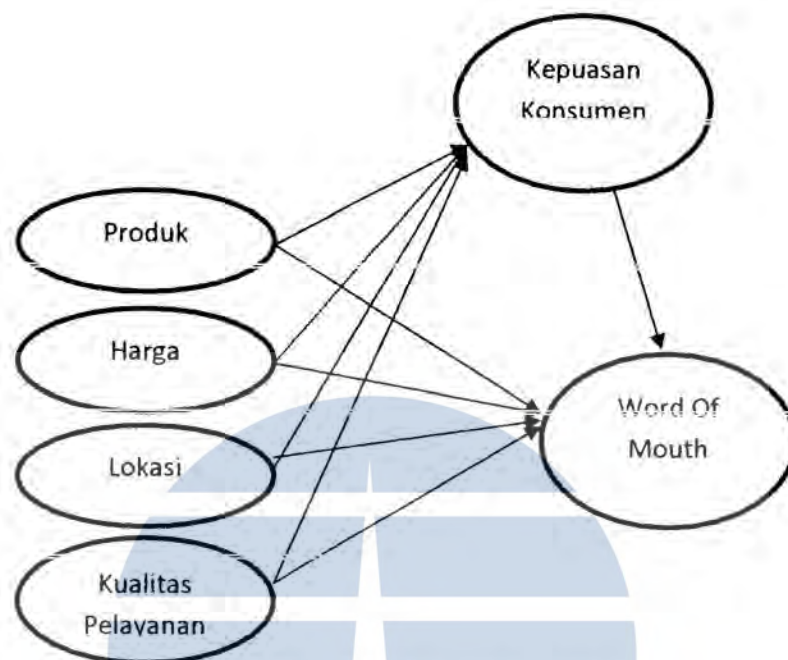 Kepuasan
Konsumen
Produk
Harga
Lokasi
Kualitas
Pelayanan
Word Of
Mouth